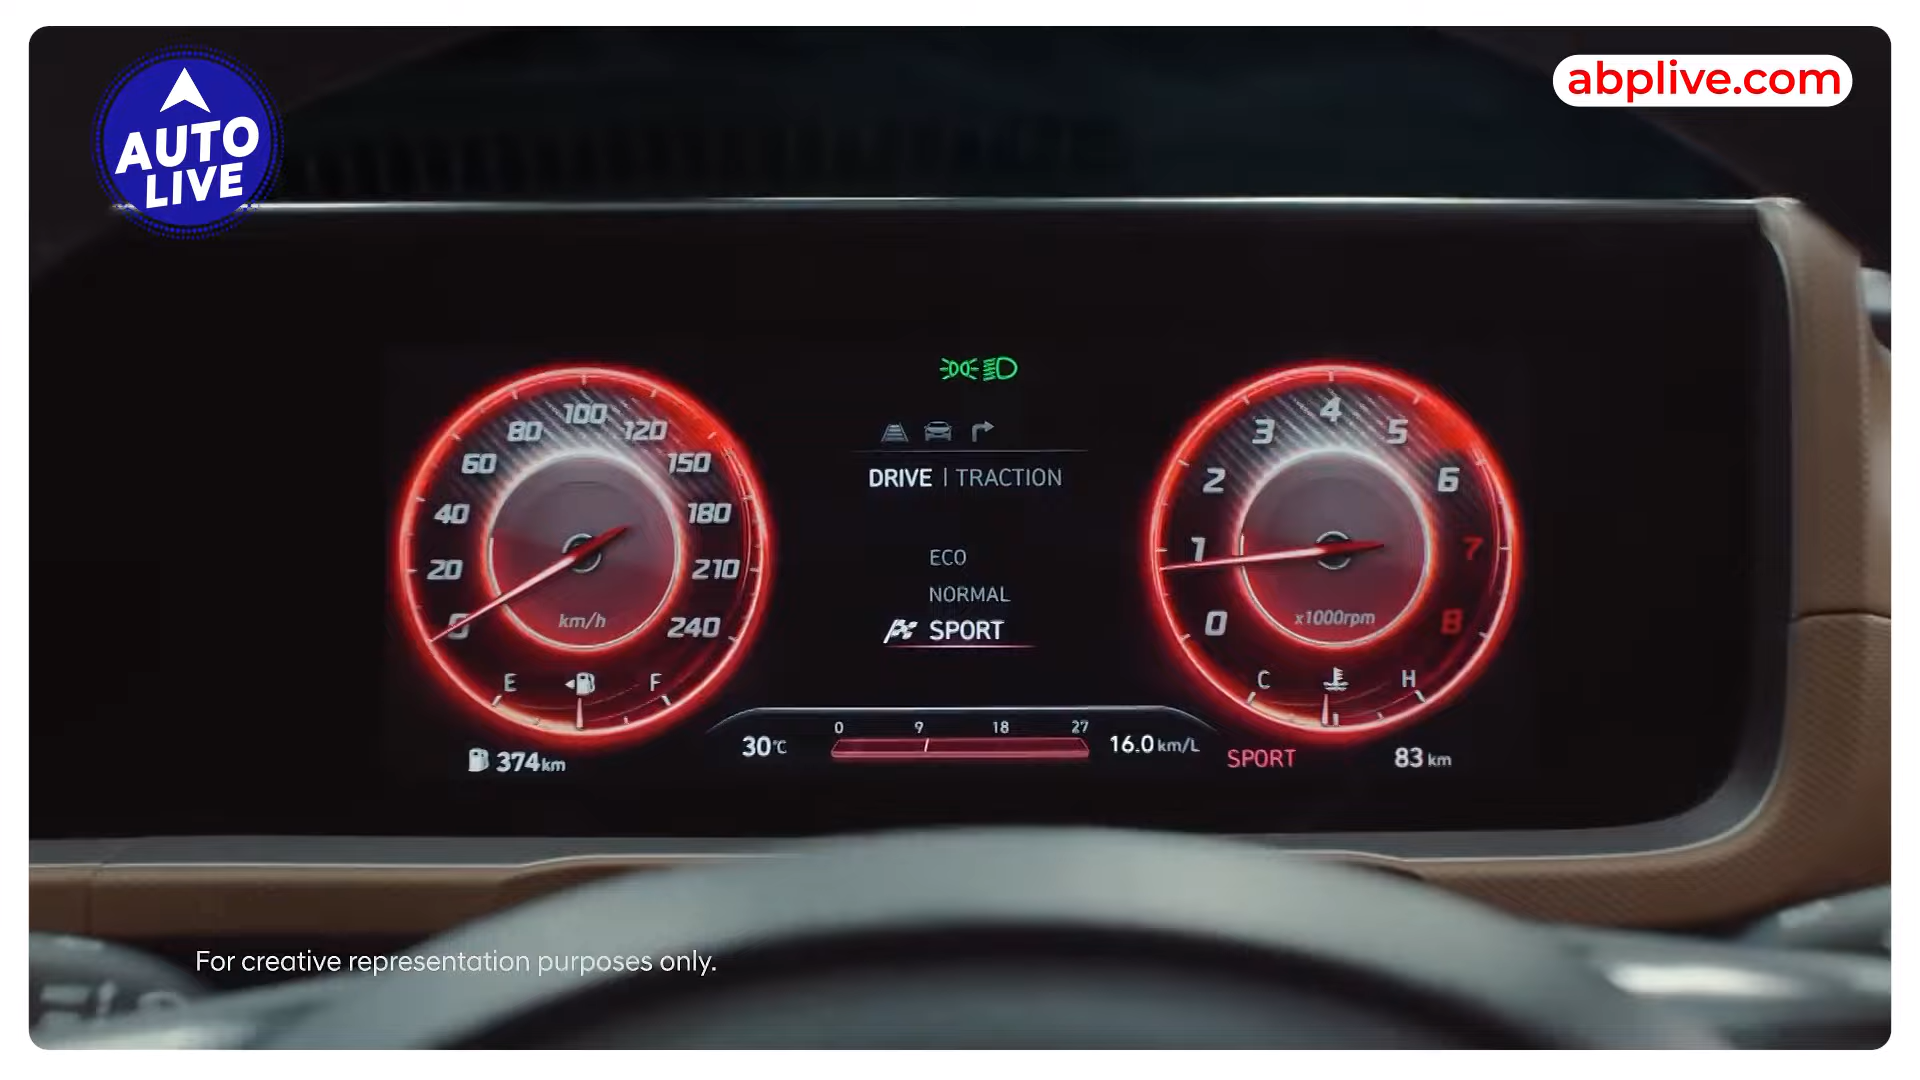 AUTO
LIVE
abplive.com
100
80
120
60
150
40
180
20
210
0
240
km/h
E
F
374km
DRIVE | TRACTION
ECO
NORMAL
SPORT
0 9 18 27
30°C
16.0 km/L
4
3
5
2
6
1
7
0
8
x1000rpm
C
H
SPORT
83 km
For creative representation purposes only.